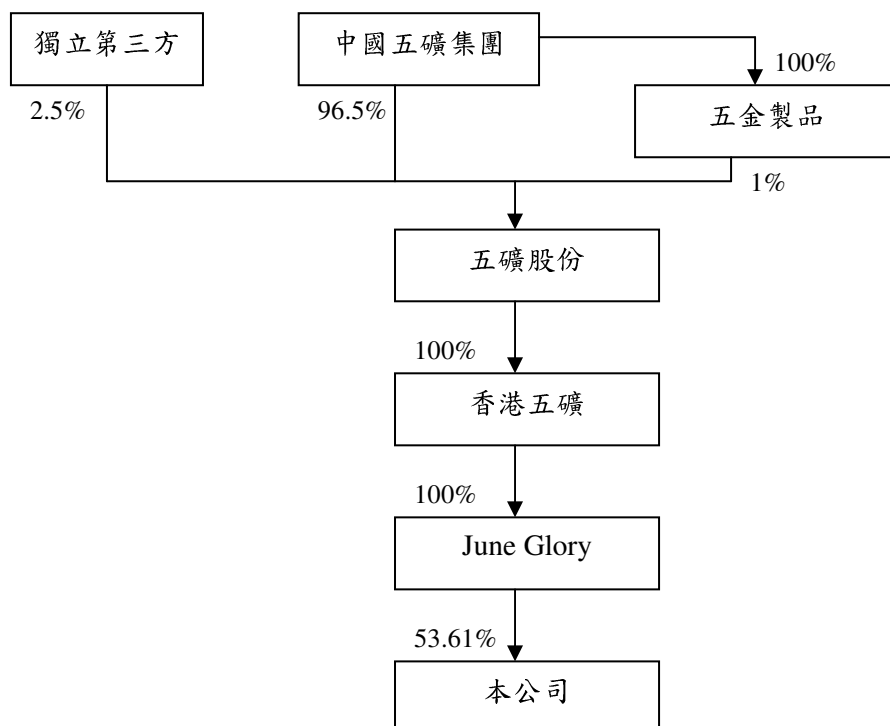 獨立第三方
中國五礦集團
100%
2.5%
96.5%
五金製品
1%
五礦股份
100%
香港五礦
100%
June Glory
53.61%
本公司